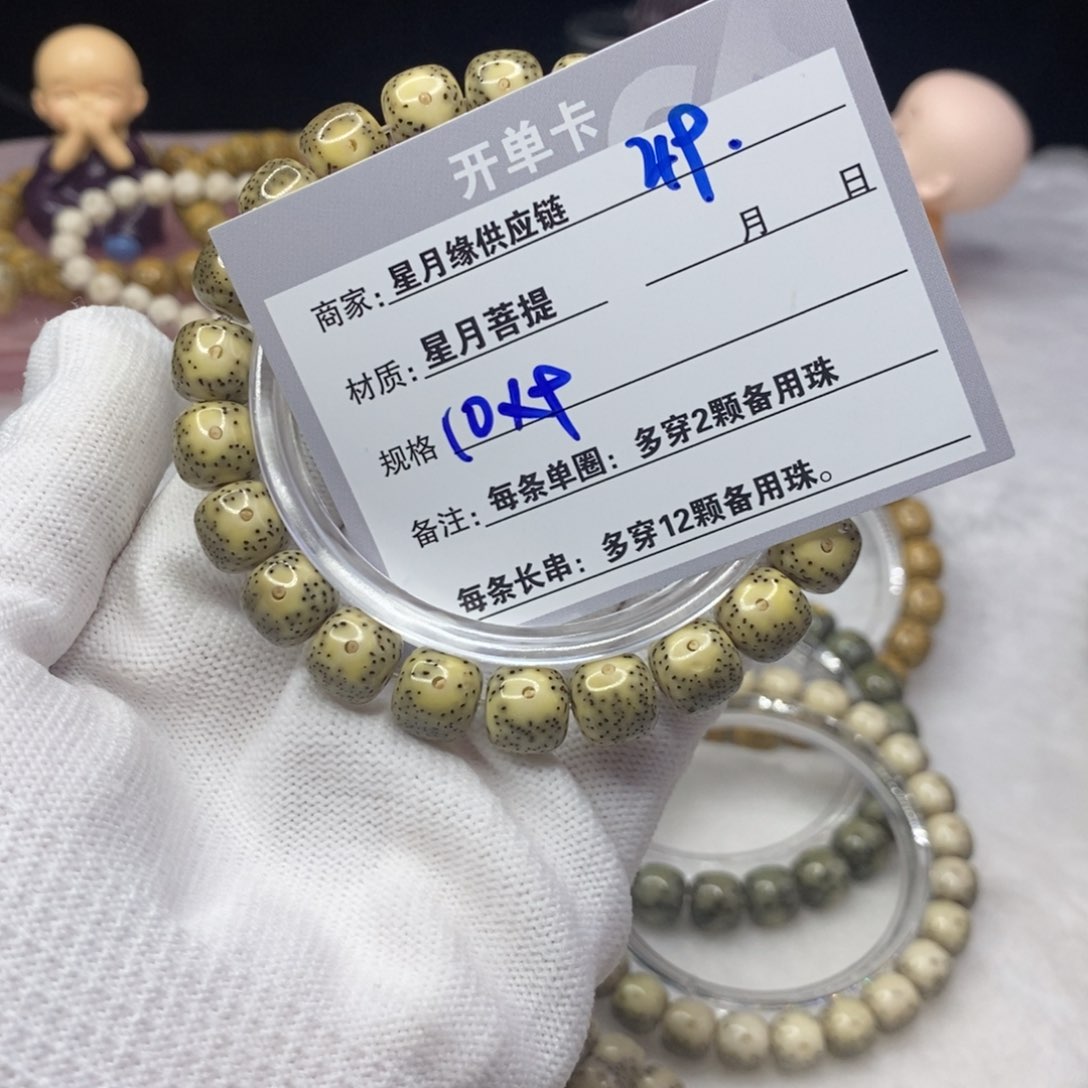 开单卡
商家：星月缘供应链
材质：星月菩提 月 日
规格 10X9
备注：每条单圈：多穿2颗备用珠
每条长串：多穿12颗备用珠。